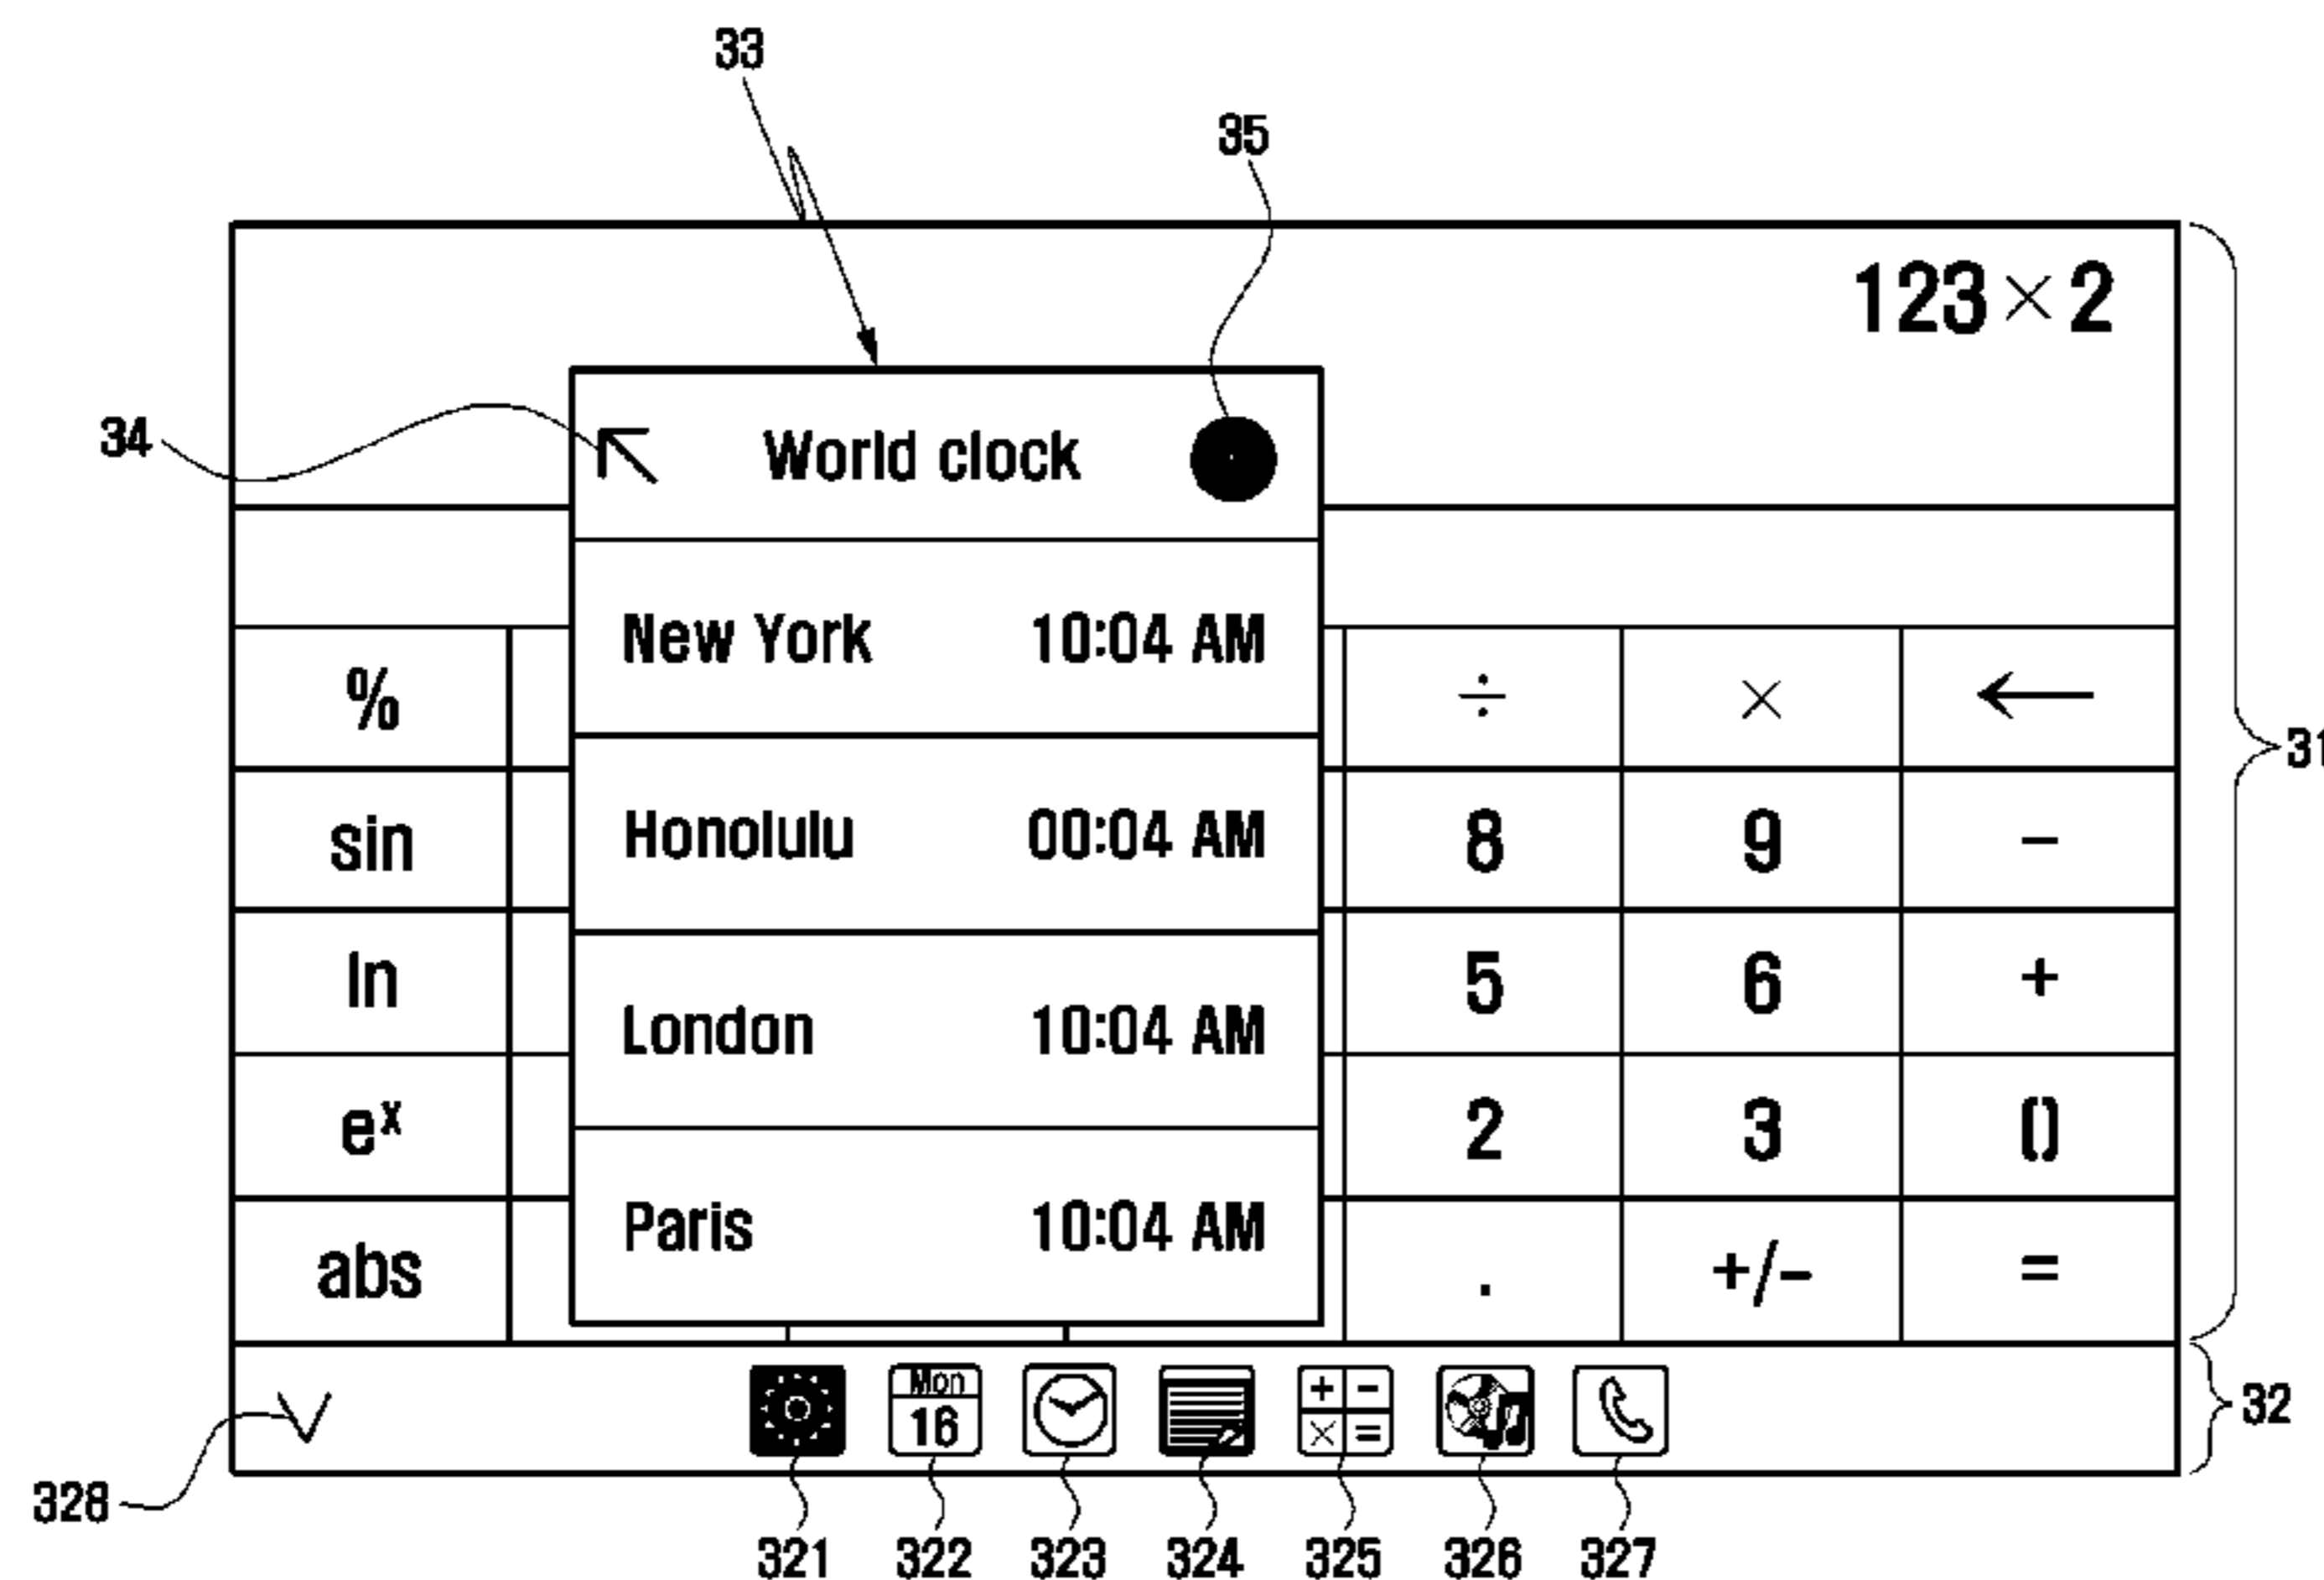 33
35
123×2
34
World clock
New York 10:04 AM
% ÷ × ←
31
Honolulu 00:04 AM
sin 8 9 −
ln 5 6 +
London 10:04 AM
eˣ 2 3 ()
Paris 10:04 AM
abs . +/− =
Mon
16
+ −
× =
32
328
321 322 323 324 325 326 327